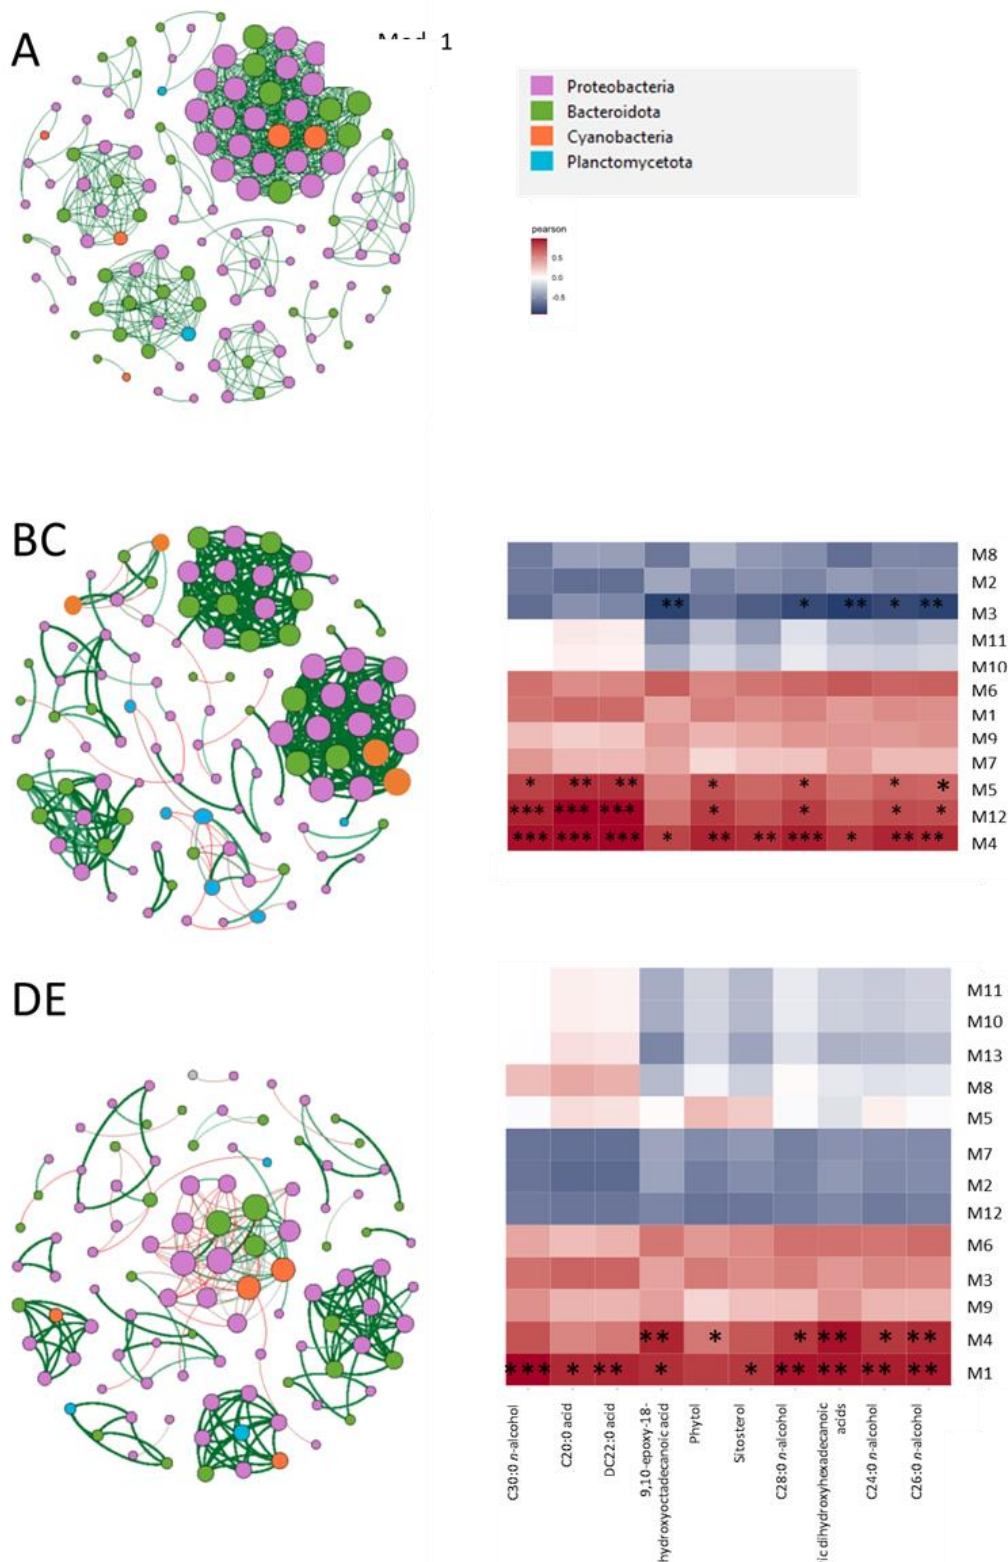 A
1
Proteobacteria
Bacteroidota
Cyanobacteria
Planctomycetota
pearson
0.5
0.0
-0.5
BC
** * ** * **
* ** ** * * * *
*** *** *** * * * *
*** *** *** * ** ** *** * ** **
M8
M2
M3
M11
M10
M6
M1
M9
M7
M5
M12
M4
DE
** * * ** * **
*** * ** * * ** ** ** **
M11
M10
M13
M8
M5
M7
M2
M12
M6
M3
M9
M4
M1
C30:0 n-alcohol
C20:0 acid
DC22:0 acid
9,10-epoxy-18-
hydroxyoctadecanoic acid
Phytol
Sitosterol
C28:0 n-alcohol
ic dihydroxyhexadecanoic
acids
C24:0 n-alcohol
C26:0 n-alcohol